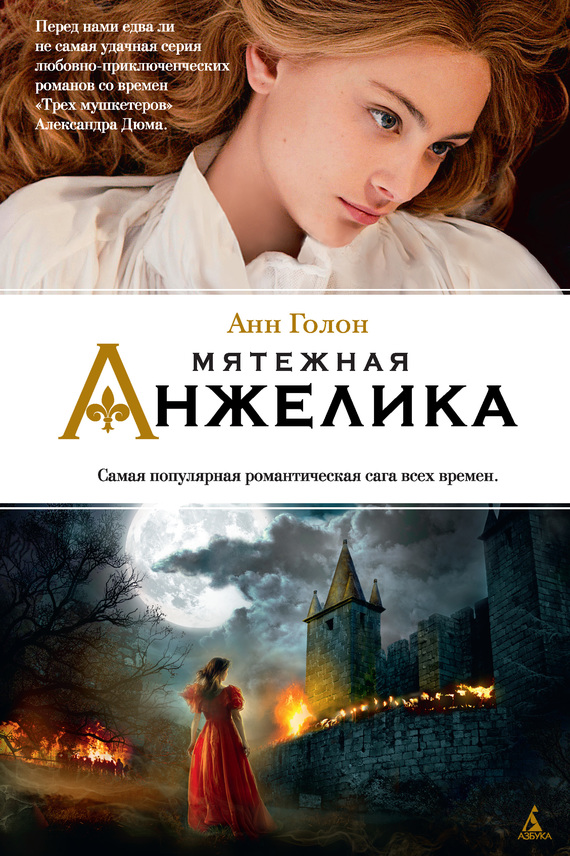 Перед нами едва ли
не самая удачная серия
любовно-приключенческих
романов со времен
«Трех мушкетеров»
Александра Дюма.
Анн Голон
МЯТЕЖНАЯ
АНЖЕЛИКА
Самая популярная романтическая сага всех времен.
АЗБУКА